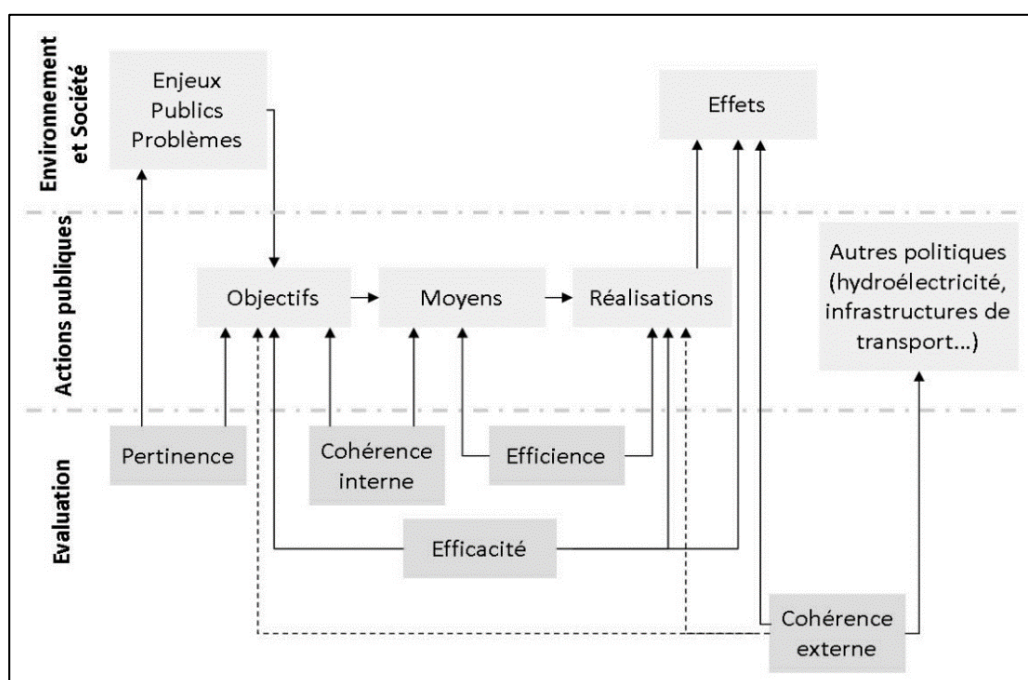 Environnement
et Société
Enjeux
Publics
Problèmes
Effets
Actions publiques
Objectifs
Moyens
Réalisations
Autres politiques
(hydroélectricité,
infrastructures de
transport...)
Evaluation
Pertinence
Cohérence
interne
Efficience
Efficacité
Cohérence
externe